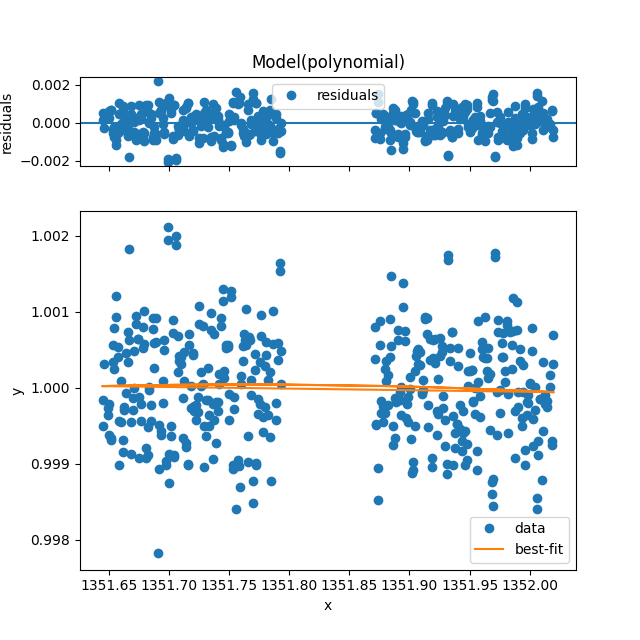 Model(polynomial)
residuals
0.002
0.000
−0.002
residuals
y
1.002
1.001
1.000
0.999
0.998
data
best-fit
1351.65 1351.70 1351.75 1351.80 1351.85 1351.90 1351.95 1352.00
x